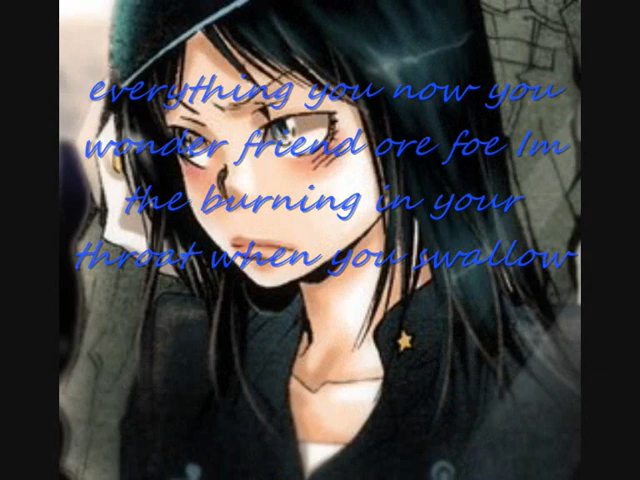 everything you now you
wonder friend ore foe Im
the burning in your
throat when you swallow